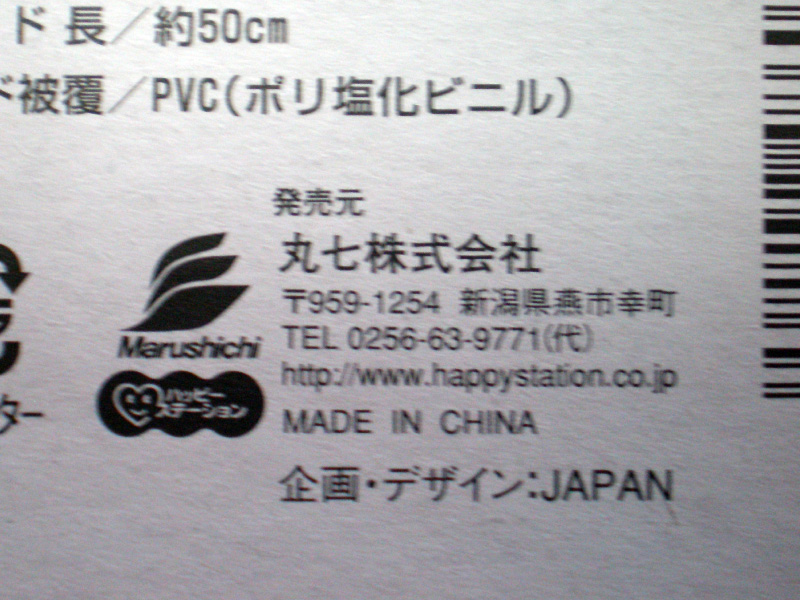 ド長／約50cm
ド被覆／PVC(ポリ塩化ビニル)
発売元
丸七株式会社
〒959-1254 新潟県燕市幸町
TEL 0256-63-9771(代)
http://www.happystation.co.jp
MADE IN CHINA
企画・デザイン:JAPAN
Marushichi
ハッピー
ステーション
ター